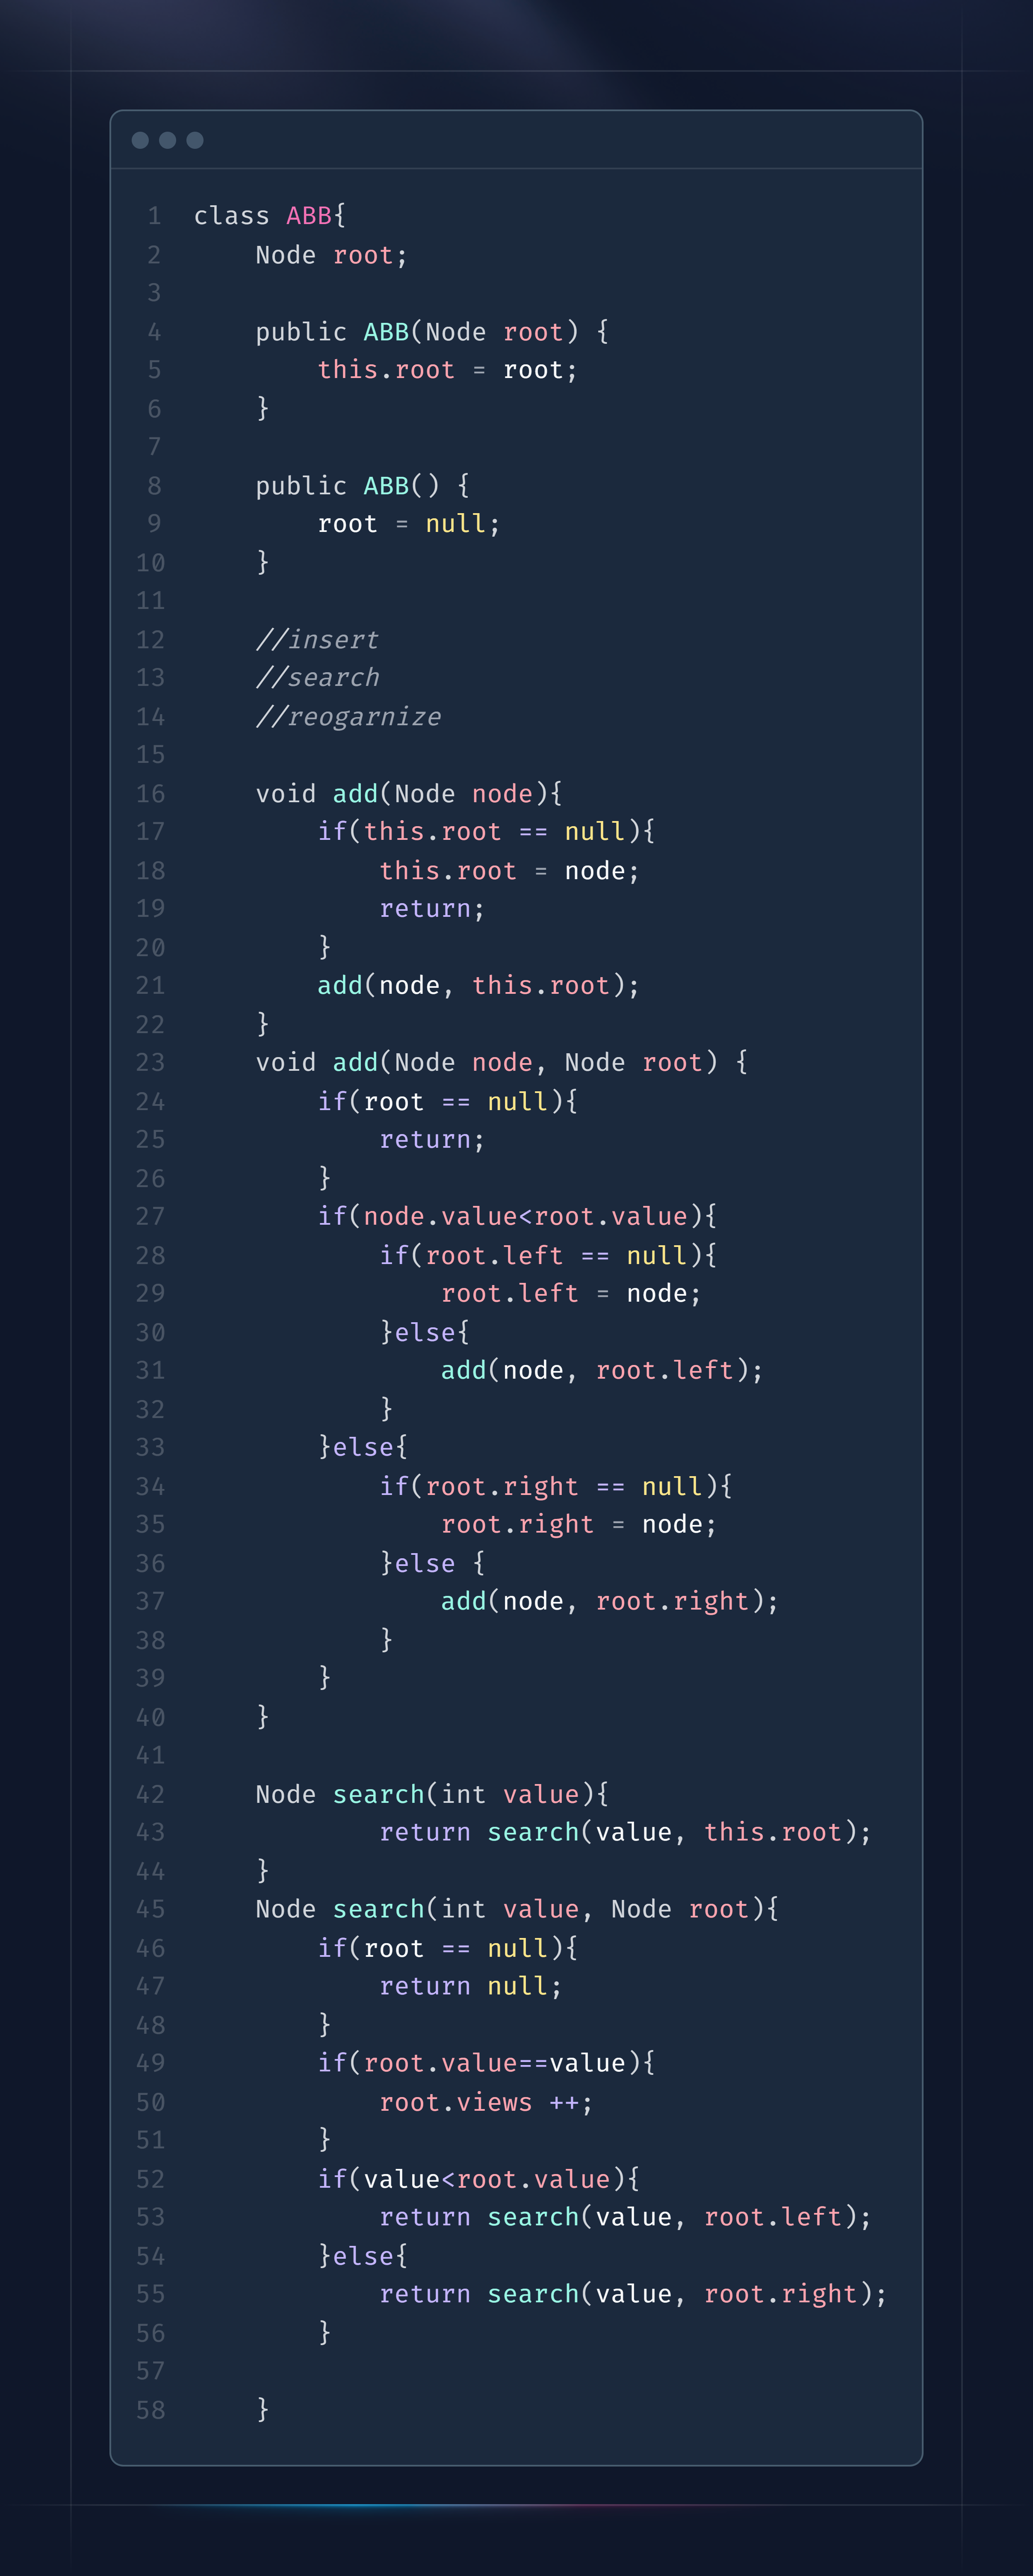 1 class ABB{
2     Node root;
3
4     public ABB(Node root) {
5         this.root = root;
6     }
7
8     public ABB() {
9         root = null;
10     }
11
12     //insert
13     //search
14     //reogarnize
15
16     void add(Node node){
17         if(this.root == null){
18             this.root = node;
19             return;
20         }
21         add(node, this.root);
22     }
23     void add(Node node, Node root) {
24         if(root == null){
25             return;
26         }
27         if(node.value<root.value){
28             if(root.left == null){
29                 root.left = node;
30             }else{
31                 add(node, root.left);
32             }
33         }else{
34             if(root.right == null){
35                 root.right = node;
36             }else {
37                 add(node, root.right);
38             }
39         }
40     }
41
42     Node search(int value){
43             return search(value, this.root);
44     }
45     Node search(int value, Node root){
46         if(root == null){
47             return null;
48         }
49         if(root.value==value){
50             root.views ++;
51         }
52         if(value<root.value){
53             return search(value, root.left);
54         }else{
55             return search(value, root.right);
56         }
57
58     }